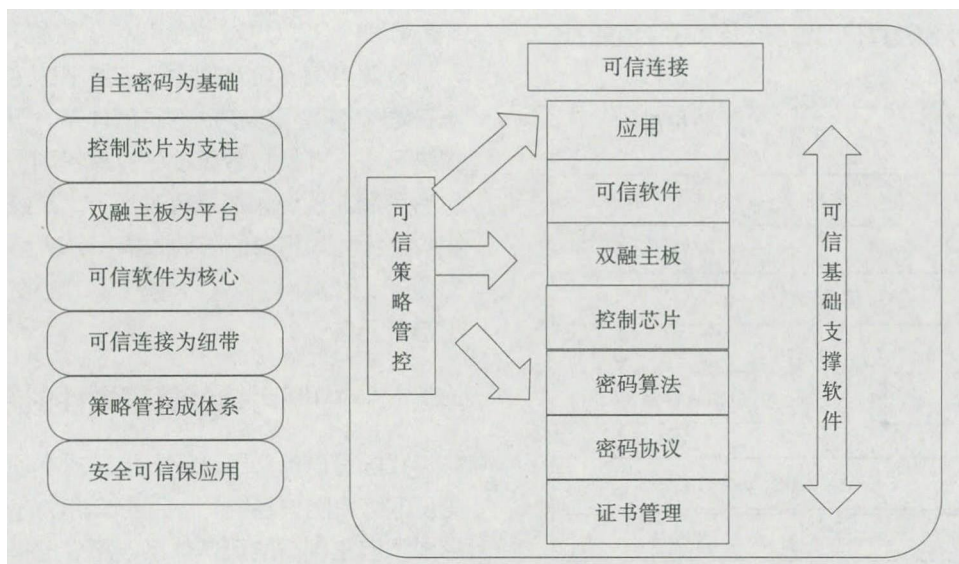 自主密码为基础
控制芯片为支柱
双融主板为平台
可信软件为核心
可信连接为纽带
策略管控成体系
安全可信保应用
可信策略管控
可信连接
应用
可信软件
双融主板
控制芯片
密码算法
密码协议
证书管理
可信基础支撑软件